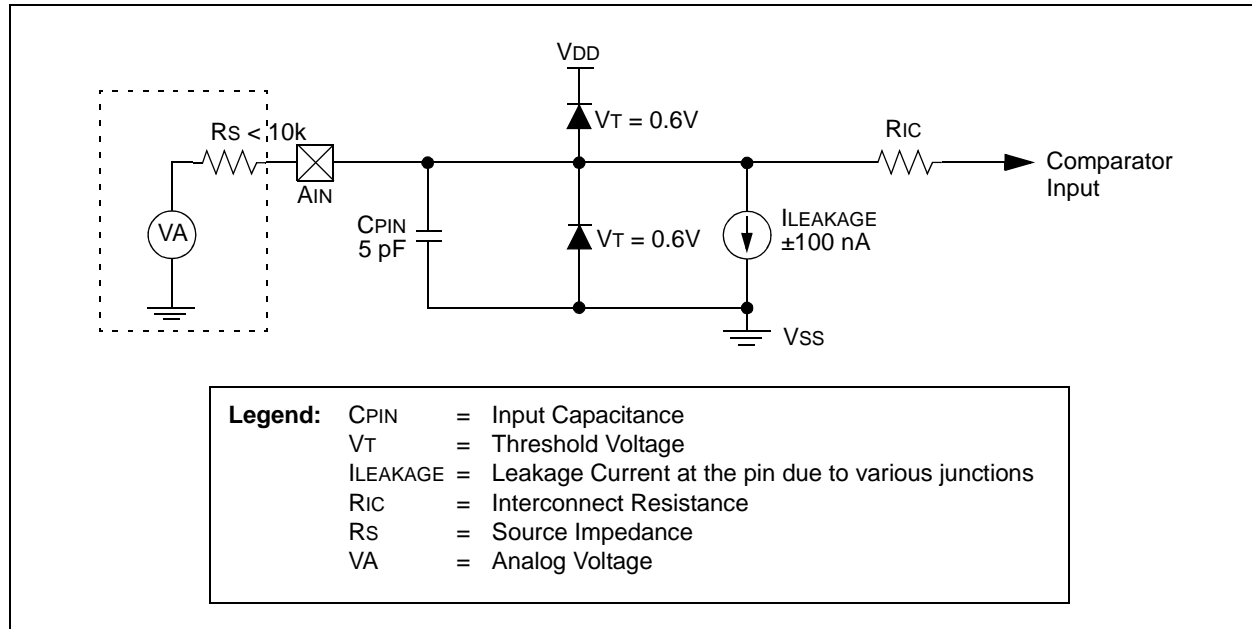 VDD
VT = 0.6V
RS < 10k
RIC
AIN
Comparator
Input
VA
CPIN
5 pF
VT = 0.6V
ILEAKAGE
±100 nA
VSS
Legend: CPIN = Input Capacitance
VT = Threshold Voltage
ILEAKAGE = Leakage Current at the pin due to various junctions
RIC = Interconnect Resistance
RS = Source Impedance
VA = Analog Voltage